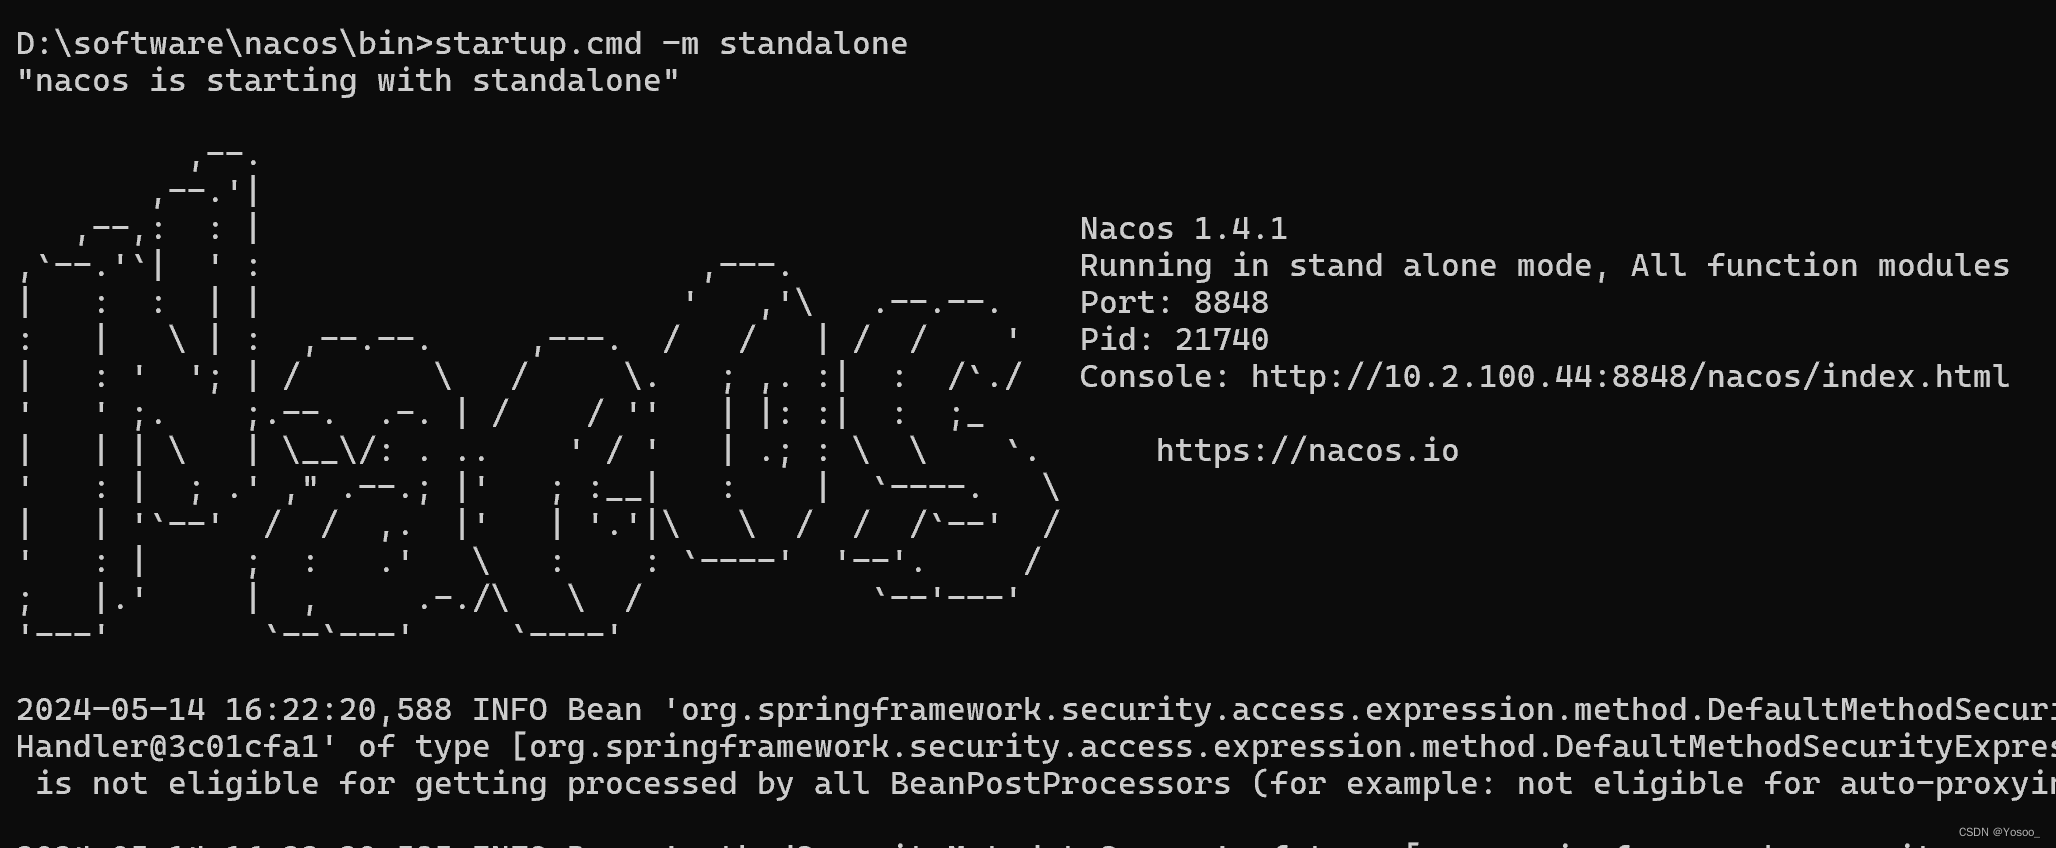 D:\software\nacos\bin>startup.cmd -m standalone
"nacos is starting with standalone"
Nacos 1.4.1
Running in stand alone mode, All function modules
Port: 8848
Pid: 21740
Console: http://10.2.100.44:8848/nacos/index.html
https://nacos.io
2024-05-14 16:22:20,588 INFO Bean 'org.springframework.security.access.expression.method.DefaultMethodSecuri
Handler@3c01cfa1' of type [org.springframework.security.access.expression.method.DefaultMethodSecurityExpres
is not eligible for getting processed by all BeanPostProcessors (for example: not eligible for auto-proxyin
CSDN @Yosoo_